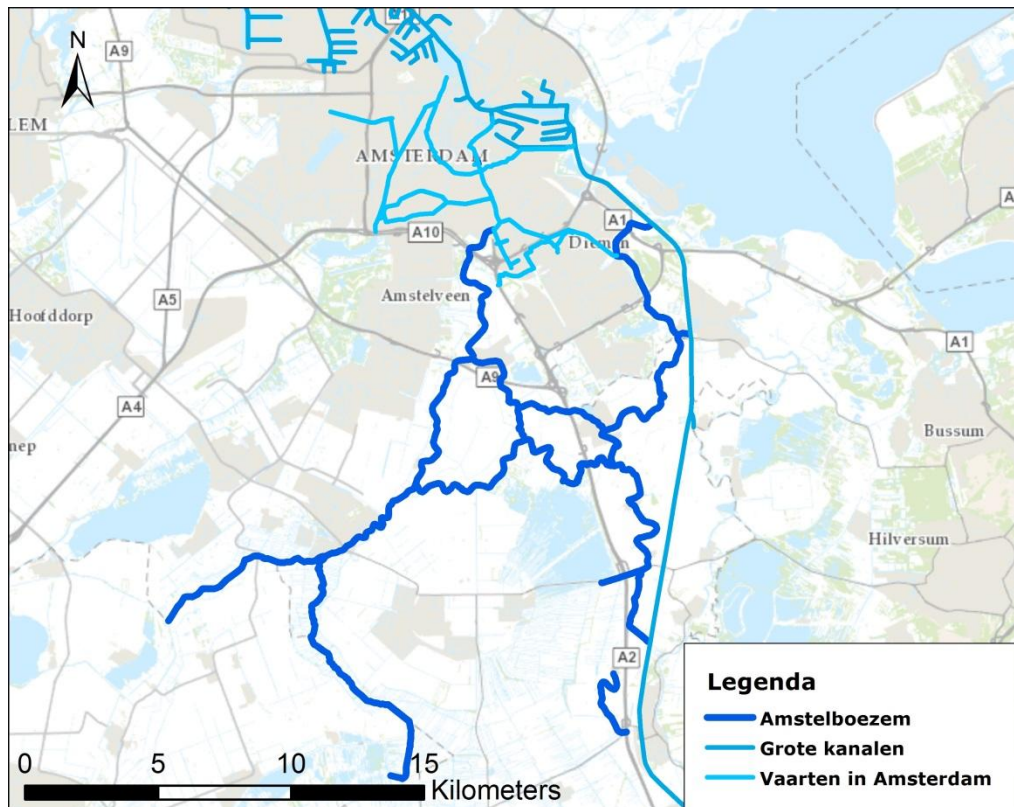 N
A9
LEM
AMSTERDAM
A1
A10
Diemen
A5
Amstelveen
Hoofddorp
A1
A9
A4
nep
Bussum
Hilversum
A2
Legenda
Amstelboezem
Grote kanalen
Vaarten in Amsterdam
0 5 10 15
Kilometers